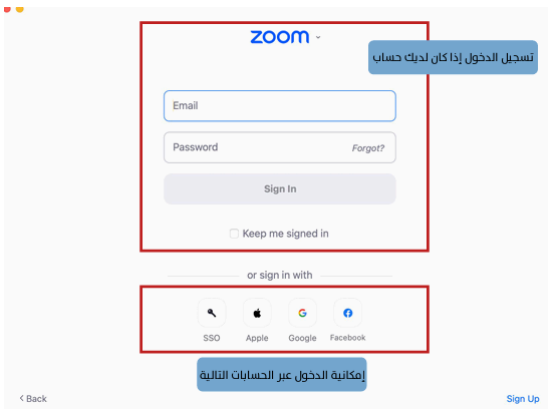 zoom
تسجيل الدخول إذا كان لديك حساب
Email
Password Forgot?
Sign In
Keep me signed in
or sign in with
SSO Apple Google Facebook
إمكانية الدخول عبر الحسابات التالية
< Back Sign Up